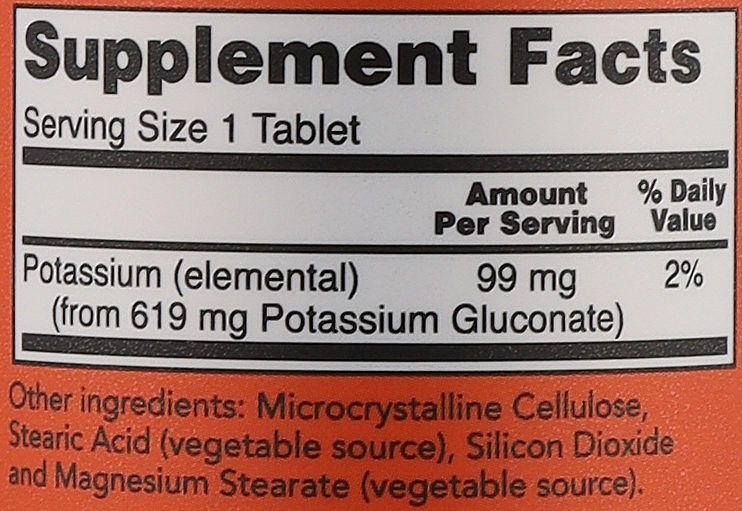 Supplement Facts
Serving Size 1 Tablet
Amount % Daily
Per Serving Value
Potassium (elemental) 99 mg 2%
(from 619 mg Potassium Gluconate)
Other ingredients: Microcrystalline Cellulose,
Stearic Acid (vegetable source), Silicon Dioxide
and Magnesium Stearate (vegetable source).